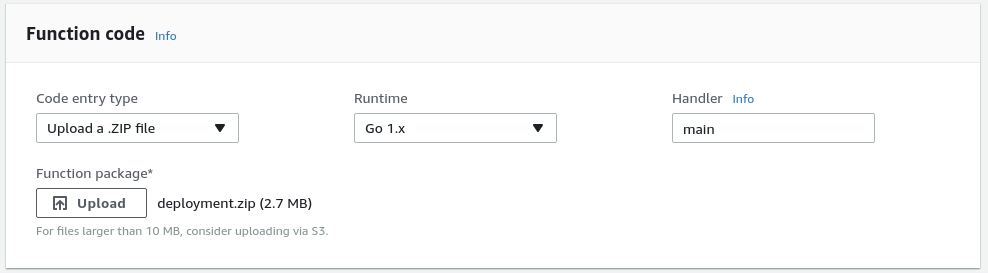 Function code Info
Code entry type Runtime Handler Info
Upload a .ZIP file Go 1.x main
Function package*
Upload deployment.zip (2.7 MB)
For files larger than 10 MB, consider uploading via S3.